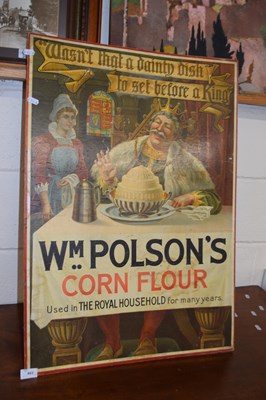 "Wasn't that a dainty dish
to set before a King"
WM. POLSON'S
CORN FLOUR
Used in THE ROYAL HOUSEHOLD for many years.